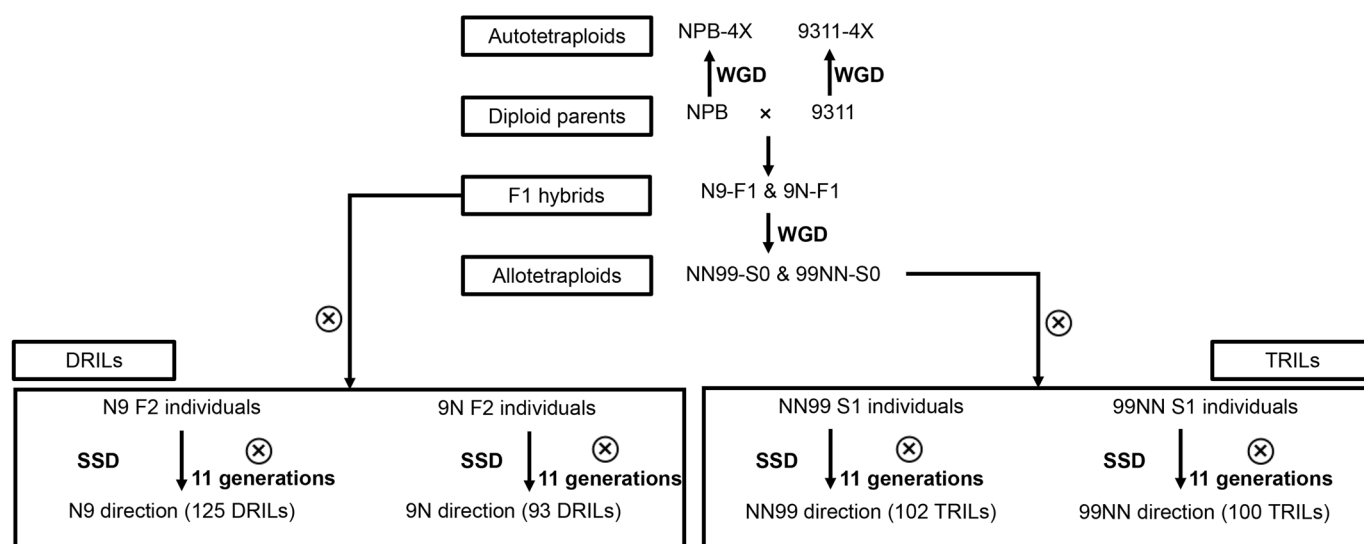 Autotetraploids NPB-4X 9311-4X
WGD WGD
Diploid parents NPB × 9311
F1 hybrids N9-F1 & 9N-F1
WGD
Allotetraploids NN99-S0 & 99NN-S0
DRILs TRILs
N9 F2 individuals 9N F2 individuals NN99 S1 individuals 99NN S1 individuals
SSD SSD SSD SSD
11 generations 11 generations 11 generations 11 generations
N9 direction (125 DRILs) 9N direction (93 DRILs) NN99 direction (102 TRILs) 99NN direction (100 TRILs)